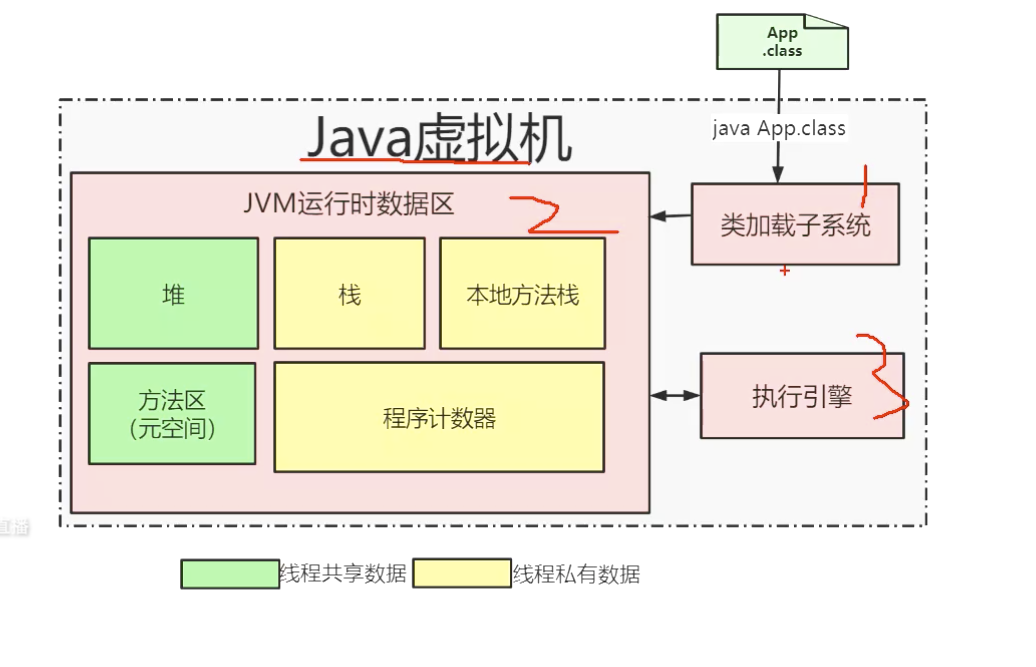 App
.class
java App.class
Java虚拟机
JVM运行时数据区
2
1
类加载子系统
堆
栈
本地方法栈
方法区
（元空间）
程序计数器
3
执行引擎
直播
线程共享数据
线程私有数据